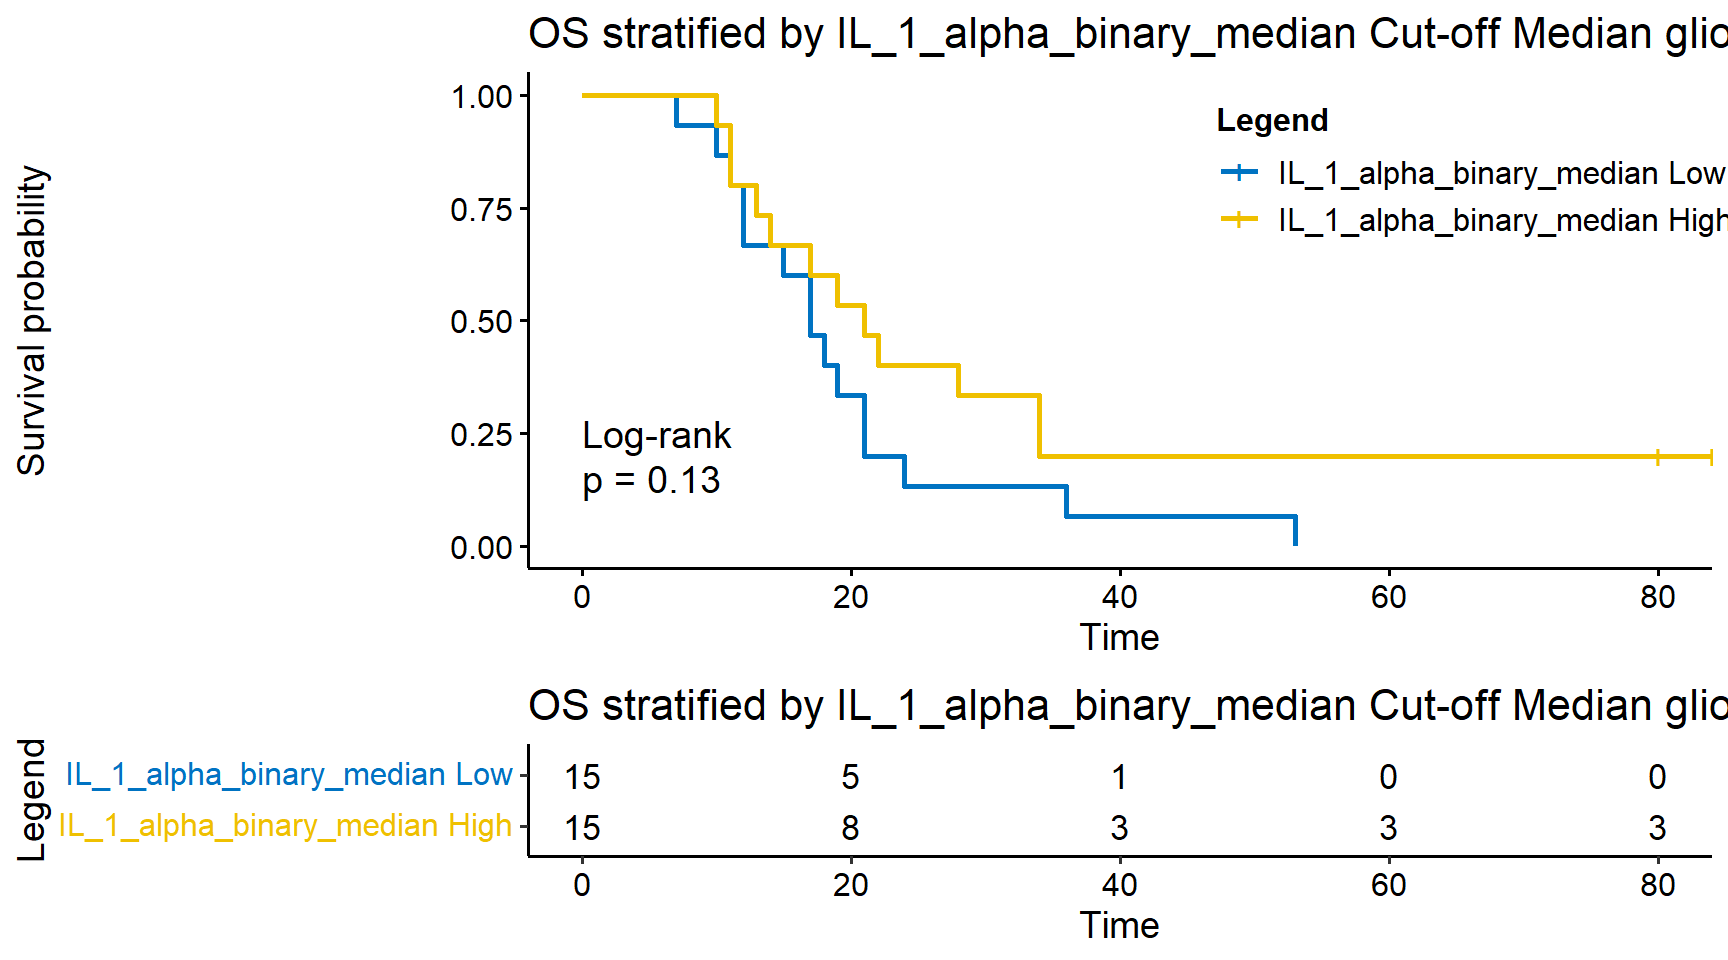 OS stratified by IL_1_alpha_binary_median Cut-off Median glio
Survival probability
1.00
0.75
0.50
0.25
0.00
Legend
IL_1_alpha_binary_median Low
IL_1_alpha_binary_median High
Log-rank
p = 0.13
0 20 40 60 80
Time
OS stratified by IL_1_alpha_binary_median Cut-off Median glio
Legend
IL_1_alpha_binary_median Low 15 5 1 0 0
IL_1_alpha_binary_median High 15 8 3 3 3
0 20 40 60 80
Time